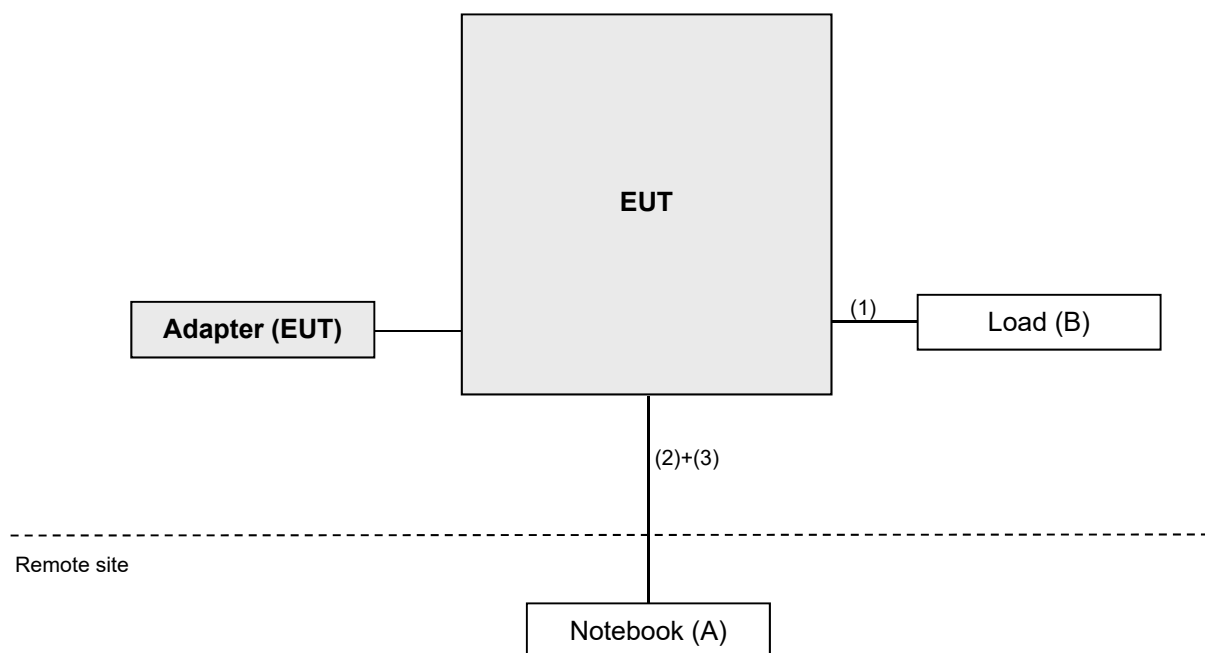 EUT
Adapter (EUT)
(1)
Load (B)
(2)+(3)
Remote site
Notebook (A)